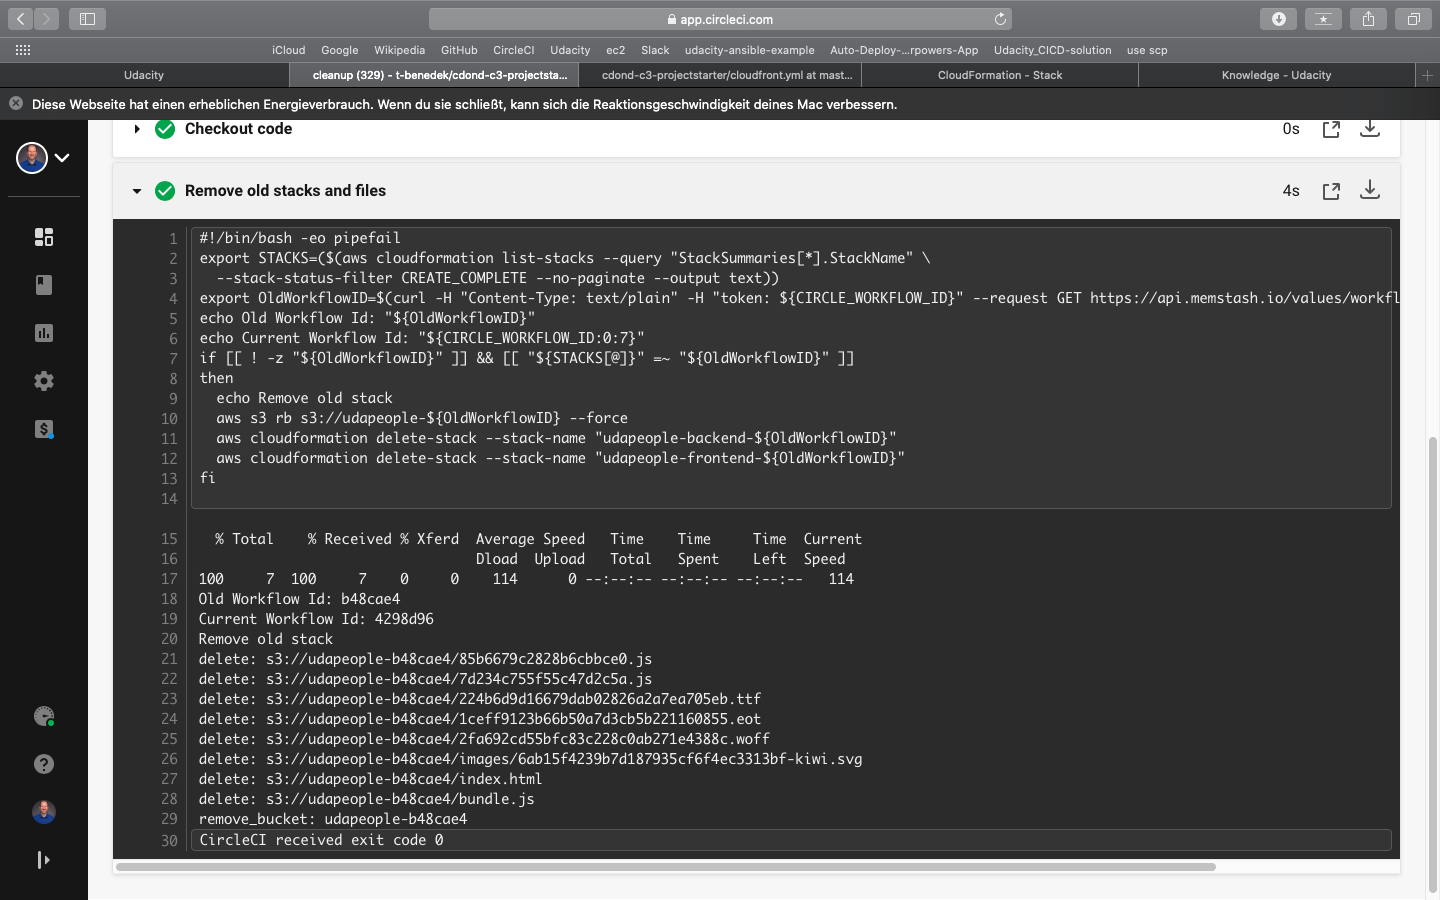 app.circleci.com
iCloud Google Wikipedia GitHub CircleCI Udacity ec2 Slack udacity-ansible-example Auto-Deploy-...rpowers-App Udacity_CICD-solution use scp
Udacity cleanup (329) - t-benedek/cdond-c3-projectsta... cdond-c3-projectstarter/cloudfront.yml at mast... CloudFormation - Stack Knowledge - Udacity
Diese Webseite hat einen erheblichen Energieverbrauch. Wenn du sie schließt, kann sich die Reaktionsgeschwindigkeit deines Mac verbessern.
Checkout code 0s
Remove old stacks and files 4s
1 #!/bin/bash -eo pipefail
2 export STACKS=($(aws cloudformation list-stacks --query "StackSummaries[*].StackName" \
3 --stack-status-filter CREATE_COMPLETE --no-paginate --output text))
4 export OldWorkflowID=$(curl -H "Content-Type: text/plain" -H "token: ${CIRCLE_WORKFLOW_ID}" --request GET https://api.memstash.io/values/workfl
5 echo Old Workflow Id: "${OldWorkflowID}"
6 echo Current Workflow Id: "${CIRCLE_WORKFLOW_ID:0:7}"
7 if [[ ! -z "${OldWorkflowID}" ]] && [[ "${STACKS[@]}" =~ "${OldWorkflowID}" ]]
8 then
9 echo Remove old stack
10 aws s3 rb s3://udapeople-${OldWorkflowID} --force
11 aws cloudformation delete-stack --stack-name "udapeople-backend-${OldWorkflowID}"
12 aws cloudformation delete-stack --stack-name "udapeople-frontend-${OldWorkflowID}"
13 fi
14
15 % Total % Received % Xferd Average Speed Time Time Time Current
16 Dload Upload Total Spent Left Speed
17 100 7 100 7 0 0 114 0 --:--:-- --:--:-- --:--:-- 114
18 Old Workflow Id: b48cae4
19 Current Workflow Id: 4298d96
20 Remove old stack
21 delete: s3://udapeople-b48cae4/85b6679c2828b6cbbce0.js
22 delete: s3://udapeople-b48cae4/7d234c755f55c47d2c5a.js
23 delete: s3://udapeople-b48cae4/224b6d9d16679dab02826a2a7ea705eb.ttf
24 delete: s3://udapeople-b48cae4/1ceff9123b66b50a7d3cb5b221160855.eot
25 delete: s3://udapeople-b48cae4/2fa692cd55bfc83c228c0ab271e4388c.woff
26 delete: s3://udapeople-b48cae4/images/6ab15f4239b7d187935cf6f4ec3313bf-kiwi.svg
27 delete: s3://udapeople-b48cae4/index.html
28 delete: s3://udapeople-b48cae4/bundle.js
29 remove_bucket: udapeople-b48cae4
30 CircleCI received exit code 0